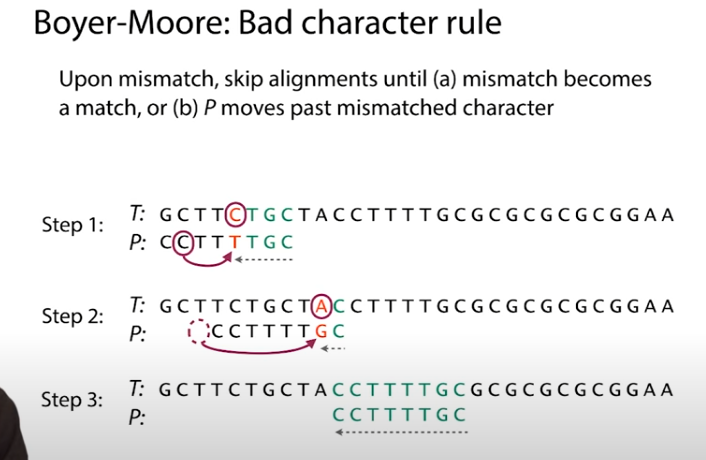 Boyer-Moore: Bad character rule
Upon mismatch, skip alignments until (a) mismatch becomes
a match, or (b) P moves past mismatched character
Step 1:
T: G C T T C T G C T A C C T T T T G C G C G C G C G C G G A A
P: C C T T T T G C
Step 2:
T: G C T T C T G C T A C C T T T T G C G C G C G C G C G G A A
P: C C T T T T G C
Step 3:
T: G C T T C T G C T A C C T T T T G C G C G C G C G C G G A A
P: C C T T T T G C